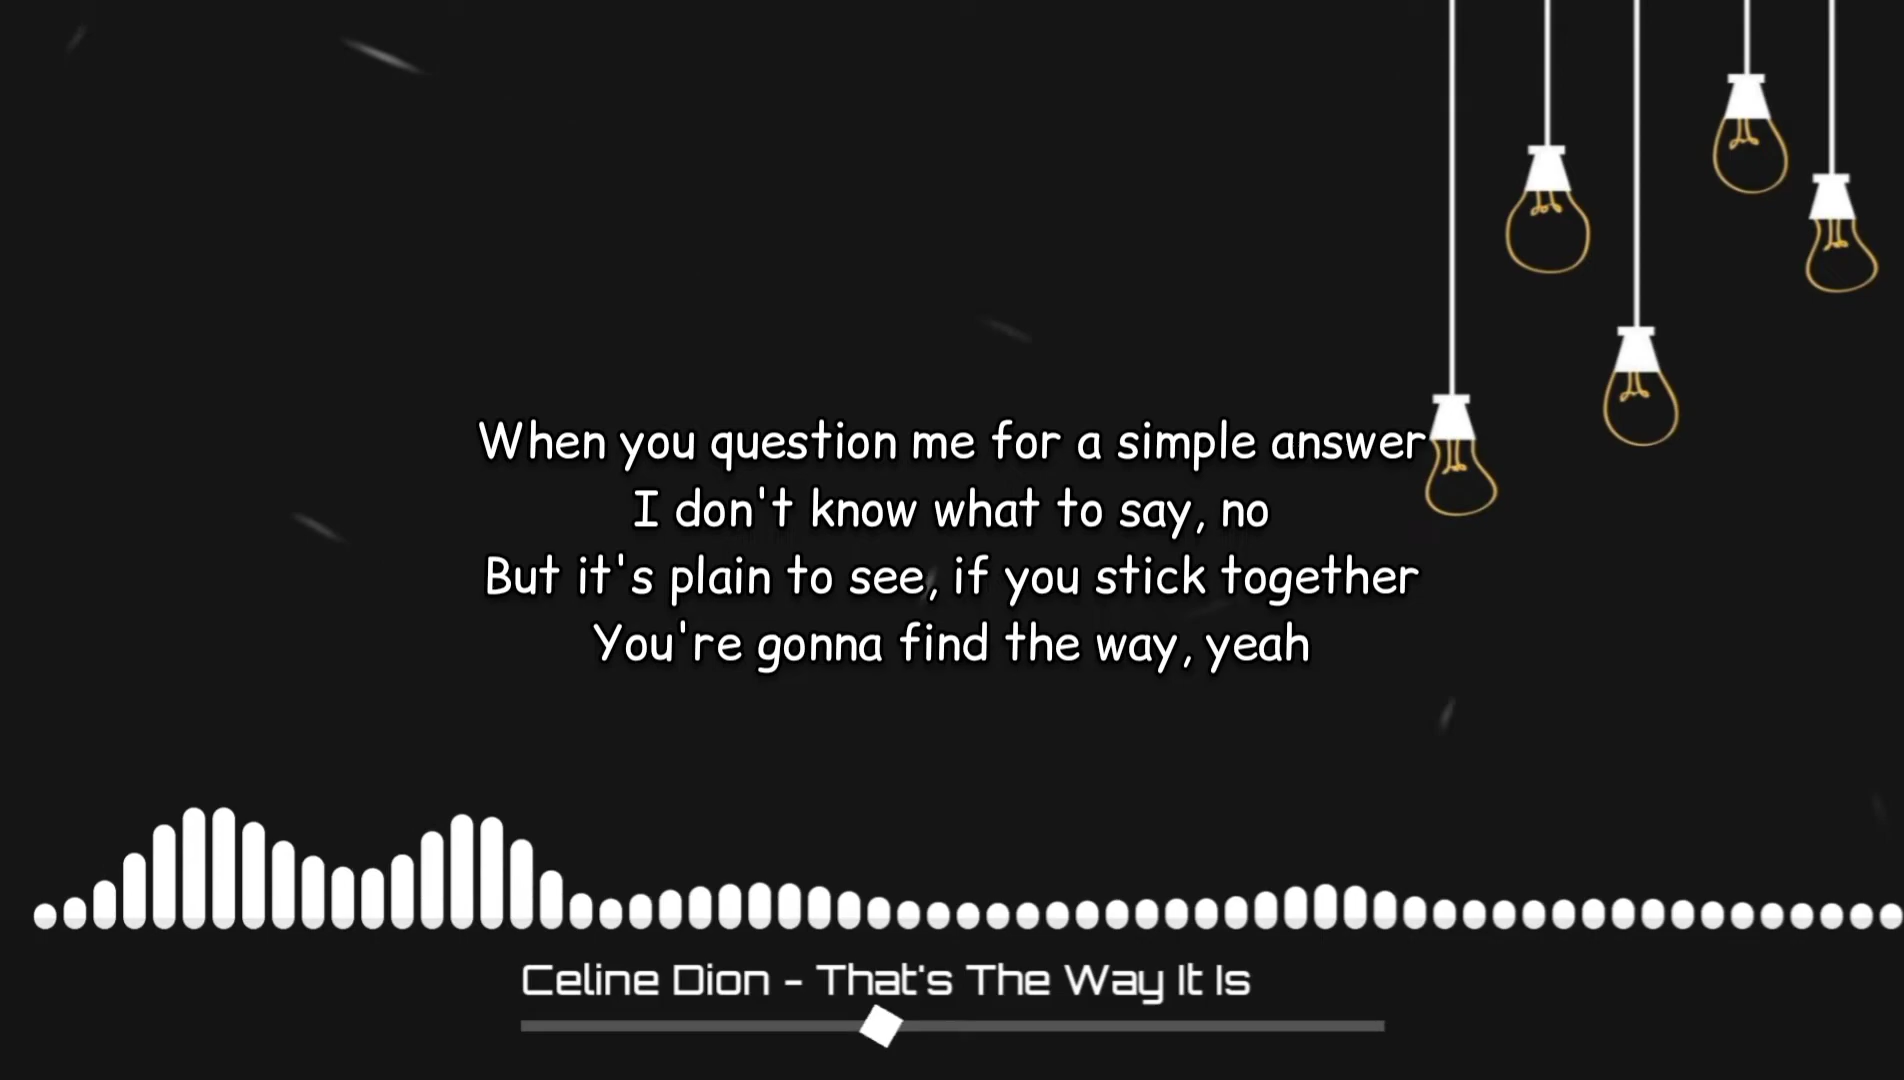 When you question me for a simple answer
I don't know what to say, no
But it's plain to see, if you stick together
You're gonna find the way, yeah
Celine Dion - That's The Way It Is